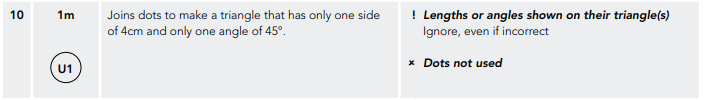 10 1m Joins dots to make a triangle that has only one side ! Lengths or angles shown on their triangle(s)
of 4cm and only one angle of 45°. Ignore, even if incorrect
U1 × Dots not used